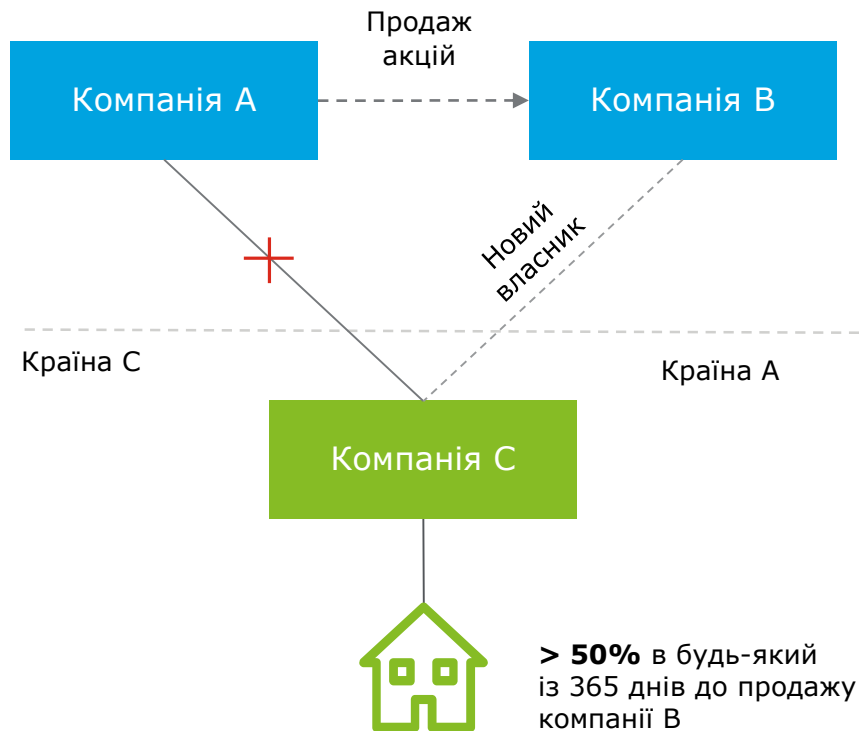 Продаж
акцій
Компанія А
Компанія В
Новий
власник
Країна С
Країна А
Компанія С
> 50% в будь-який
із 365 днів до продажу
компанії В